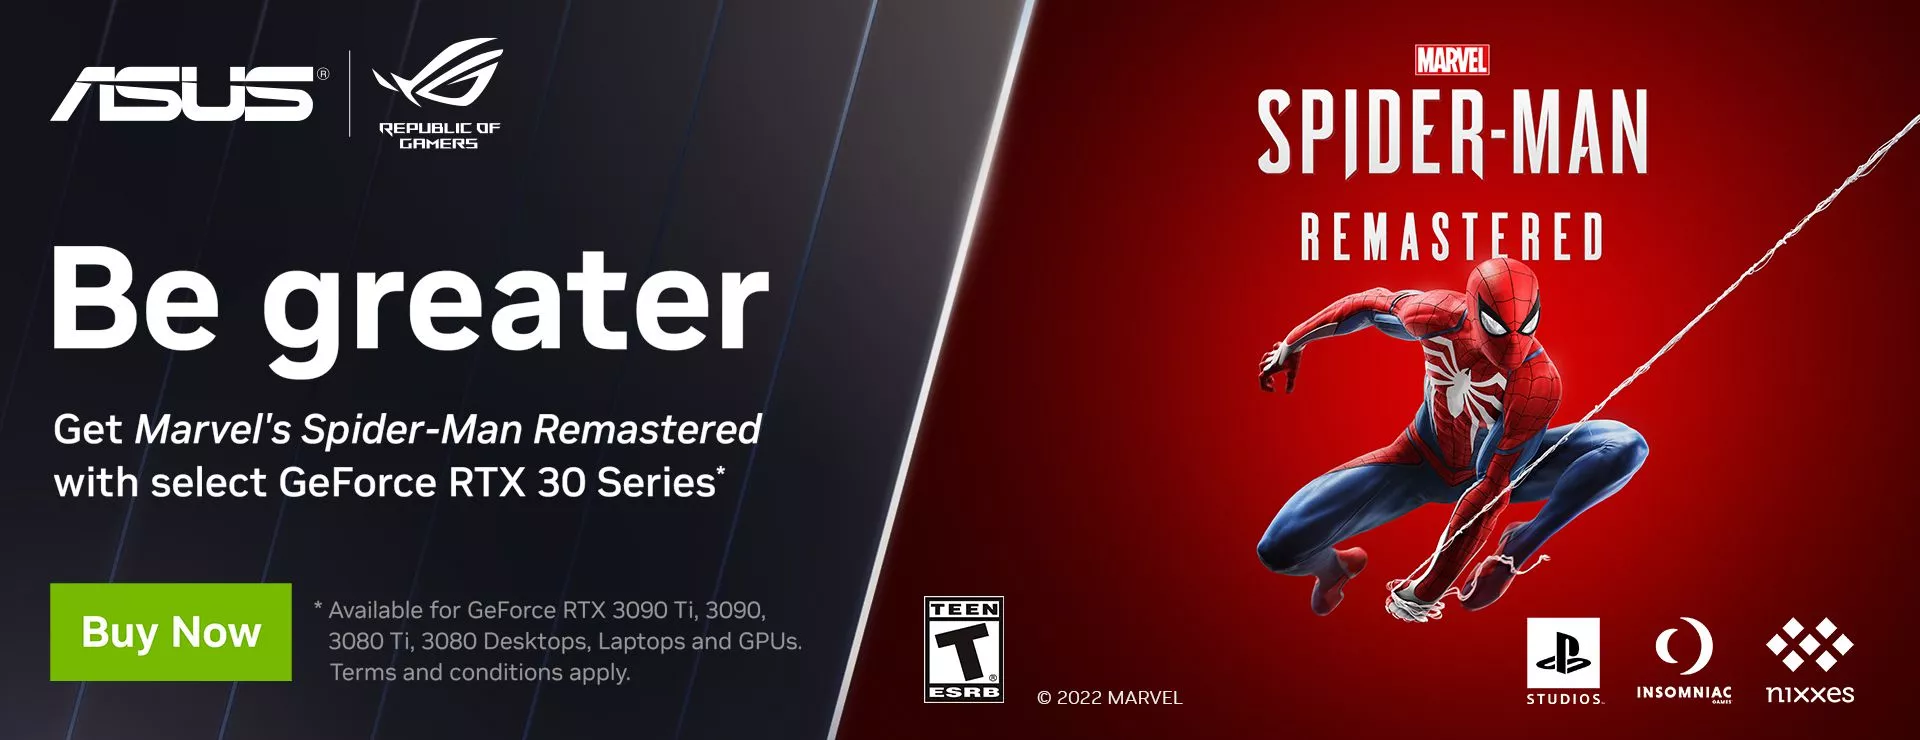 ASUS®
REPUBLIC OF
GAMERS
Be greater
Get Marvel's Spider-Man Remastered
with select GeForce RTX 30 Series*
Buy Now
* Available for GeForce RTX 3090 Ti, 3090,
3080 Ti, 3080 Desktops, Laptops and GPUs.
Terms and conditions apply.
MARVEL
SPIDER-MAN
REMASTERED
TEEN
T®
ESRB
© 2022 MARVEL
STUDIOS™
INSOMNIAC
GAMES
nixxes